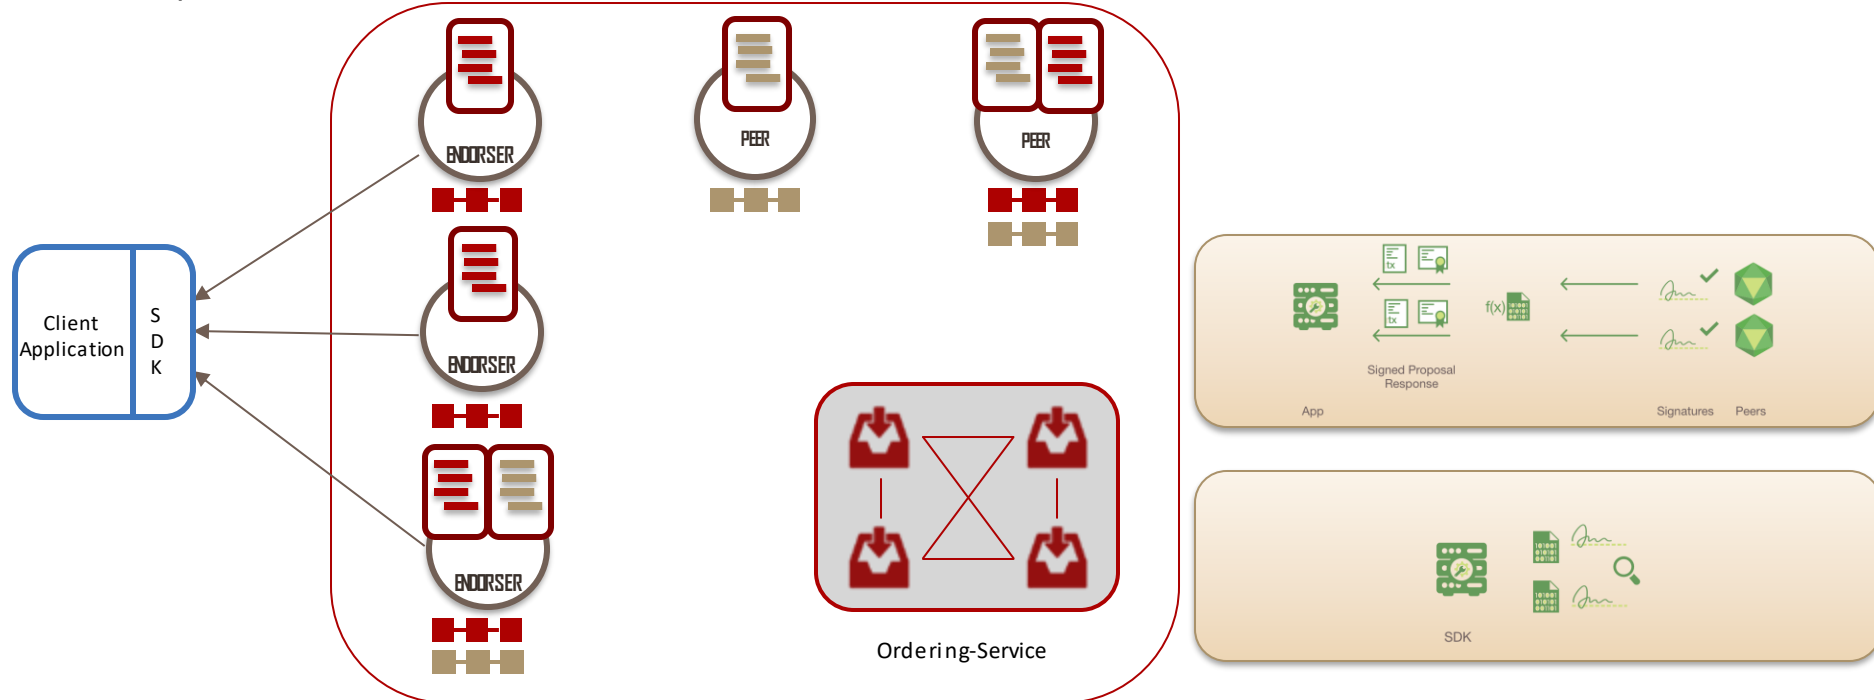 ENDORSER
PEER
PEER
ENDORSER
Client
Application
S
D
K
ENDORSER
Ordering-Service
tx
tx
f(x)
Signed Proposal
Response
App
Signatures
Peers
SDK